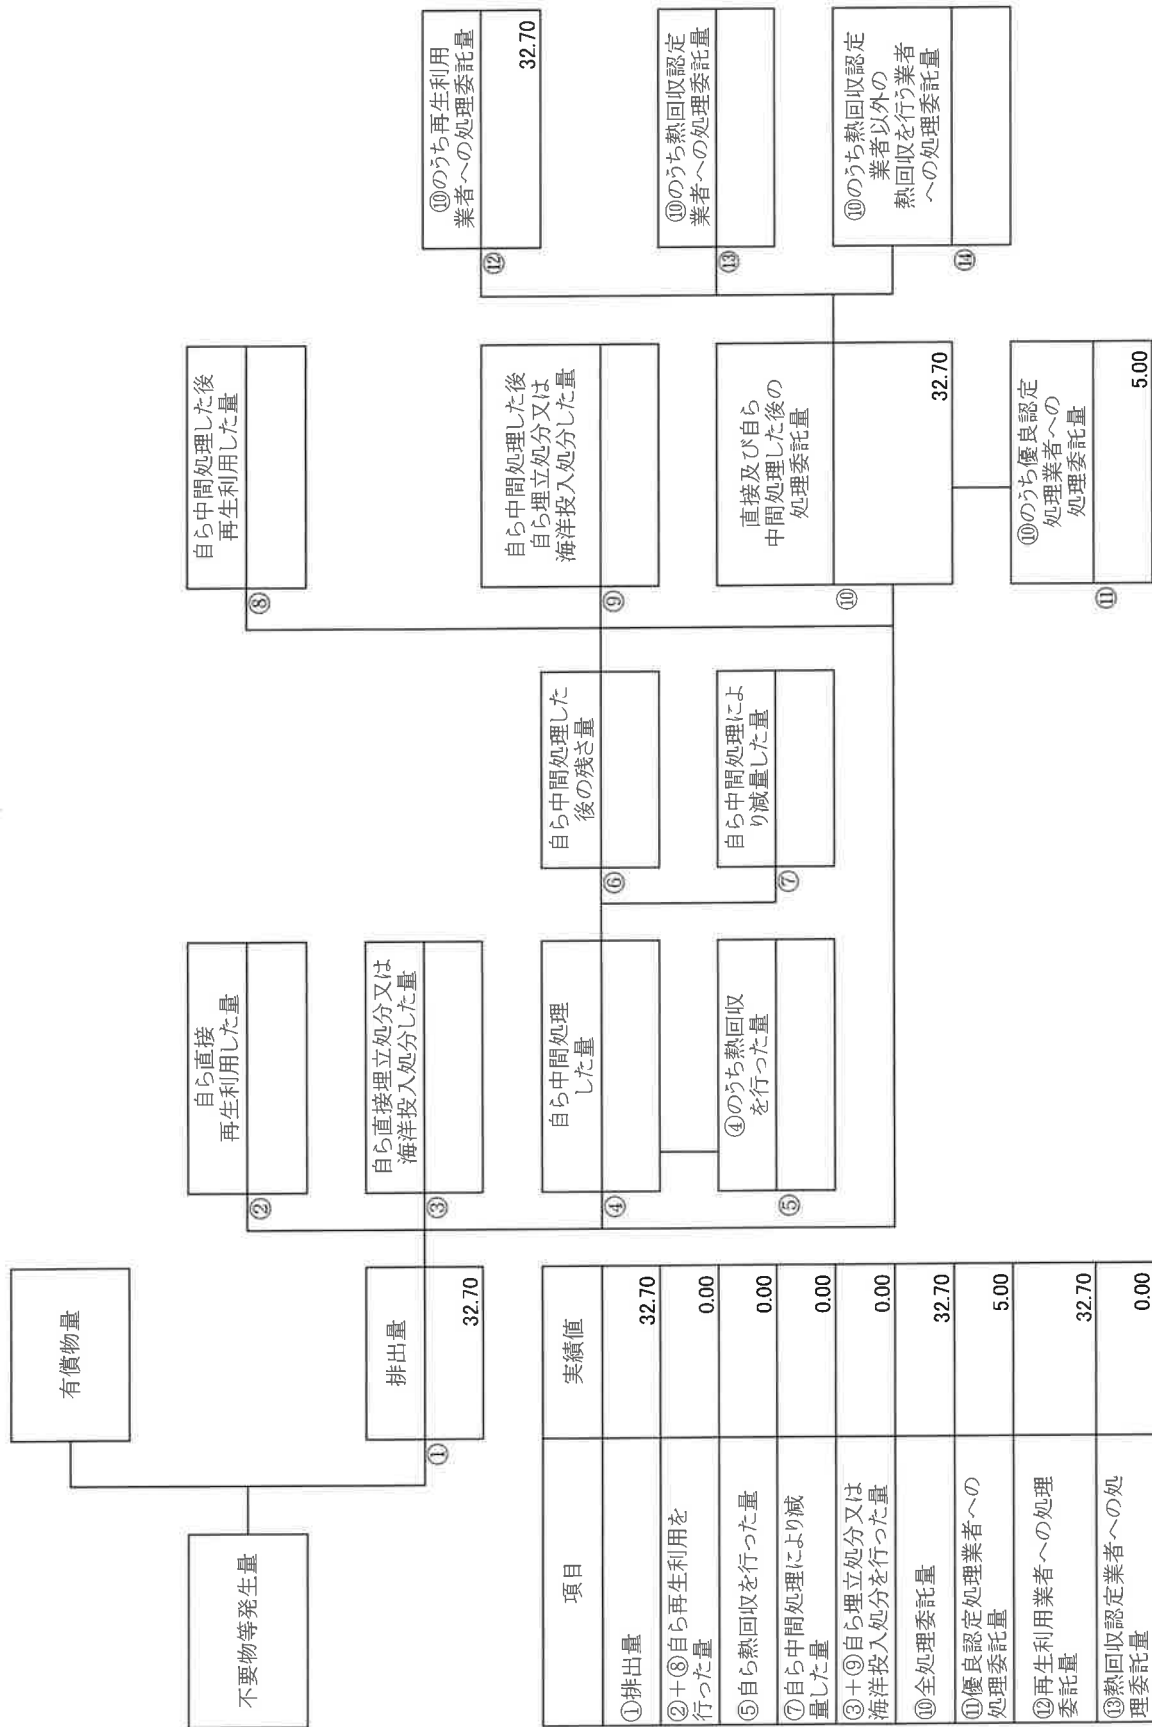 有償物量
不要物等発生量
排出量
①
32.70
自ら直接
再生利用した量
②
自ら直接埋立処分又は
海洋投入処分した量
③
自ら中間処理
した量
④
④のうち熱回収
を行った量
⑤
自ら中間処理した
後の残さ量
⑥
自ら中間処理によ
り減量した量
⑦
自ら中間処理した後
再生利用した量
⑧
自ら中間処理した後
自ら埋立処分又は
海洋投入処分した量
⑨
直接及び自ら
中間処理した後の
処理委託量
⑩
32.70
⑩のうち優良認定
処理業者への
処理委託量
⑪
5.00
⑩のうち再生利用
業者への処理委託量
⑫
32.70
⑩のうち熱回収認定
業者への処理委託量
⑬
⑩のうち熱回収認定
業者以外の
熱回収を行う業者
への処理委託量
⑭
項目 実績値
①排出量 32.70
②+⑧自ら再生利用を
行った量 0.00
⑤自ら熱回収を行った量 0.00
⑦自ら中間処理により減
量した量 0.00
③+⑨自ら埋立処分又は
海洋投入処分を行った量 0.00
⑩全処理委託量 32.70
⑪優良認定処理業者への
処理委託量 5.00
⑫再生利用業者への処理
委託量 32.70
⑬熱回収認定業者への処
理委託量 0.00